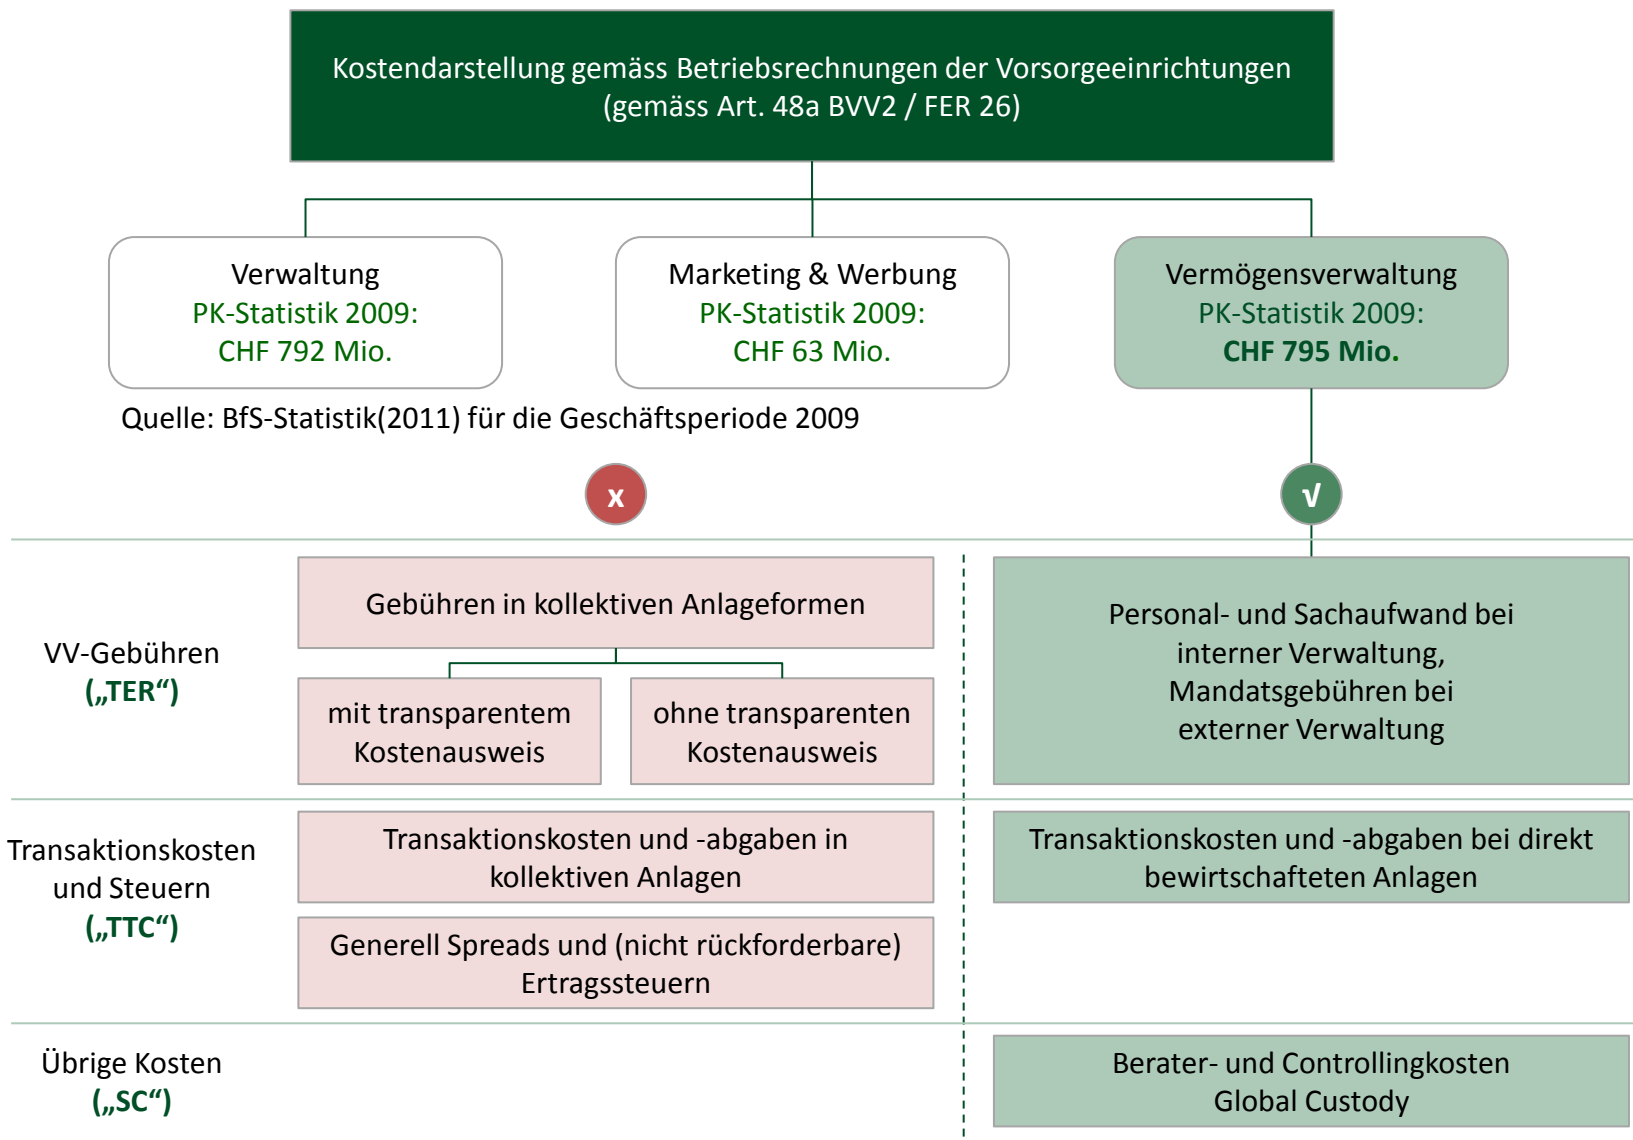 Kostendarstellung gemäss Betriebsrechnungen der Vorsorgeeinrichtungen
(gemäss Art. 48a BVV2 / FER 26)
Verwaltung
PK-Statistik 2009:
CHF 792 Mio.
Marketing & Werbung
PK-Statistik 2009:
CHF 63 Mio.
Vermögensverwaltung
PK-Statistik 2009:
CHF 795 Mio.
Quelle: BfS-Statistik(2011) für die Geschäftsperiode 2009
x
√
VV-Gebühren
(„TER“)
Gebühren in kollektiven Anlageformen
mit transparentem
Kostenausweis
ohne transparenten
Kostenausweis
Personal- und Sachaufwand bei
interner Verwaltung,
Mandatsgebühren bei
externer Verwaltung
Transaktionskosten
und Steuern
(„TTC“)
Transaktionskosten und -abgaben in
kollektiven Anlagen
Generell Spreads und (nicht rückforderbare)
Ertragssteuern
Transaktionskosten und -abgaben bei direkt
bewirtschafteten Anlagen
Übrige Kosten
(„SC“)
Berater- und Controllingkosten
Global Custody